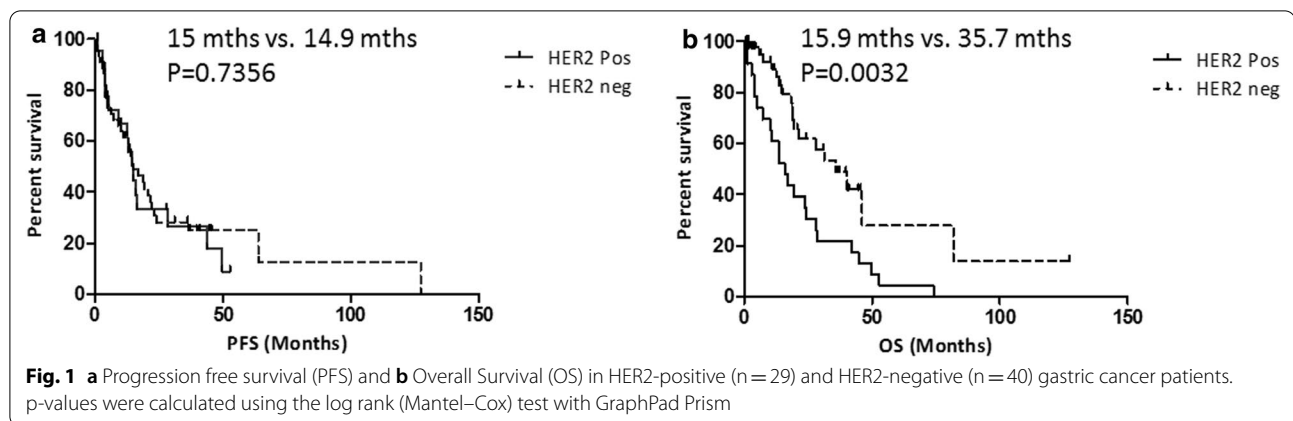 a
15 mths vs. 14.9 mths
P=0.7356
HER2 Pos
HER2 neg
Percent survival
100
80
60
40
20
0
0 50 100 150
PFS (Months)
b
15.9 mths vs. 35.7 mths
P=0.0032
HER2 Pos
HER2 neg
Percent survival
100
80
60
40
20
0
0 50 100 150
OS (Months)
Fig. 1 a Progression free survival (PFS) and b Overall Survival (OS) in HER2-positive (n = 29) and HER2-negative (n = 40) gastric cancer patients.
p-values were calculated using the log rank (Mantel–Cox) test with GraphPad Prism